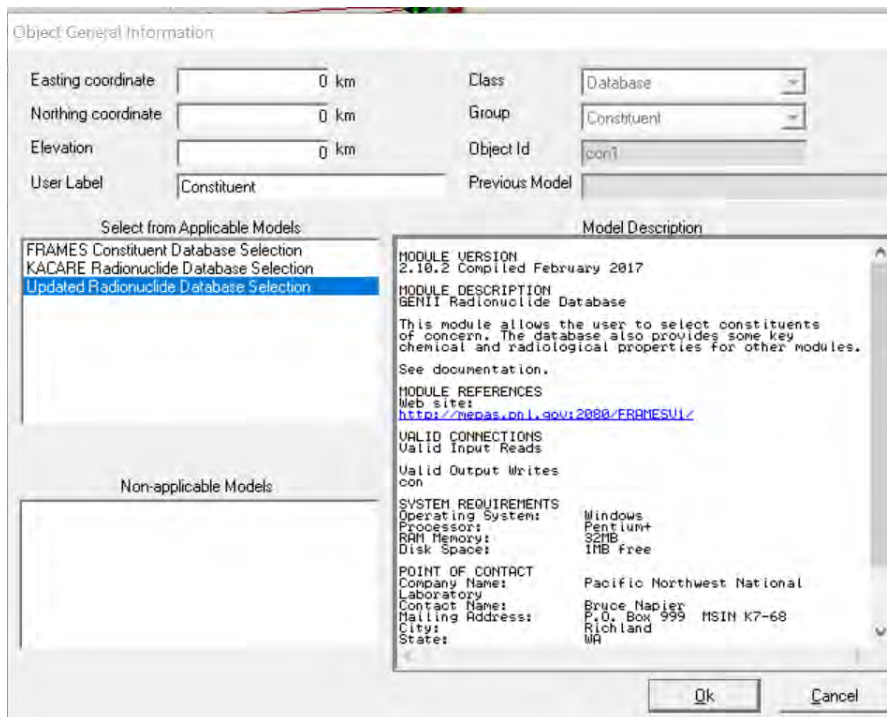 Object General Information
Easting coordinate 0 km Class Database
Northing coordinate 0 km Group Constituent
Elevation 0 km Object Id con1
User Label Constituent Previous Model
Select from Applicable Models
FRAMES Constituent Database Selection
KACARE Radionuclide Database Selection
Updated Radionuclide Database Selection
Non-applicable Models
Model Description
MODULE VERSION
2.10.2 Compiled February 2017
MODULE DESCRIPTION
GENII Radionuclide Database
This module allows the user to select constituents
of concern. The database also provides some key
chemical and radiological properties for other modules.
See documentation.
MODULE REFERENCES
Web site:
http://mepas.pnl.gov:2080/FRAMESV1/
VALID CONNECTIONS
Valid Input Reads
Valid Output Writes
con
SYSTEM REQUIREMENTS
Operating System: Windows
Processor: Pentium+
RAM Memory: 32MB
Disk Space: 1MB free
POINT OF CONTACT
Company Name: Pacific Northwest National
Laboratory
Contact Name: Bruce Napier
Mailing Address: P.O. Box 999 MSIN K7-68
City: Richland
State: WA
Ok Cancel